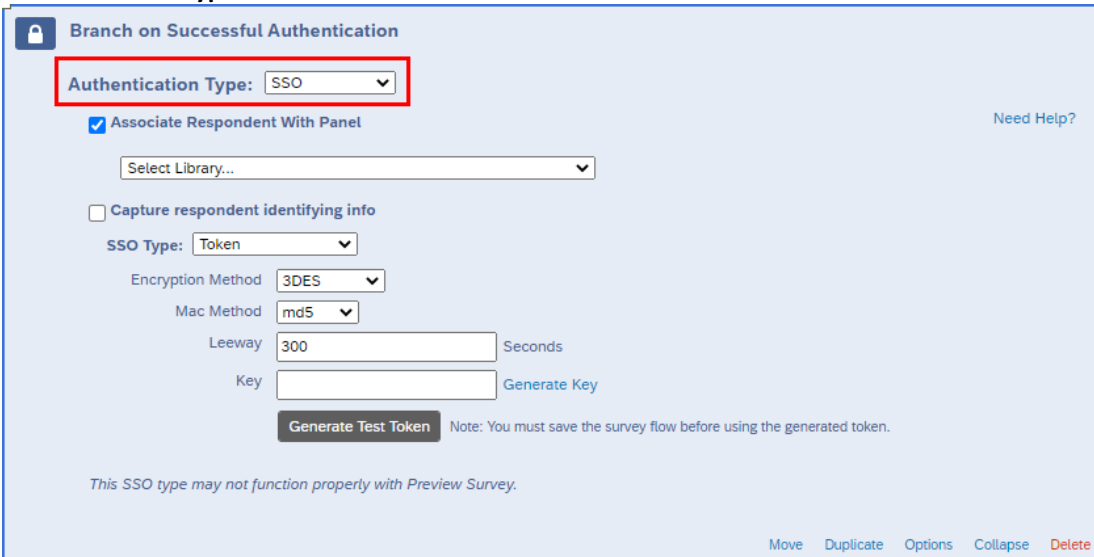 Branch on Successful Authentication
Authentication Type: SSO
Associate Respondent With Panel
Need Help?
Select Library...
Capture respondent identifying info
SSO Type: Token
Encryption Method 3DES
Mac Method md5
Leeway 300 Seconds
Key Generate Key
Generate Test Token Note: You must save the survey flow before using the generated token.
This SSO type may not function properly with Preview Survey.
Move Duplicate Options Collapse Delete